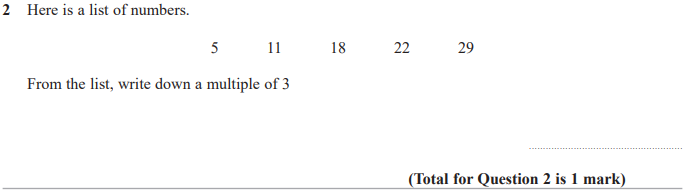 2 Here is a list of numbers.
5 11 18 22 29
From the list, write down a multiple of 3
(Total for Question 2 is 1 mark)